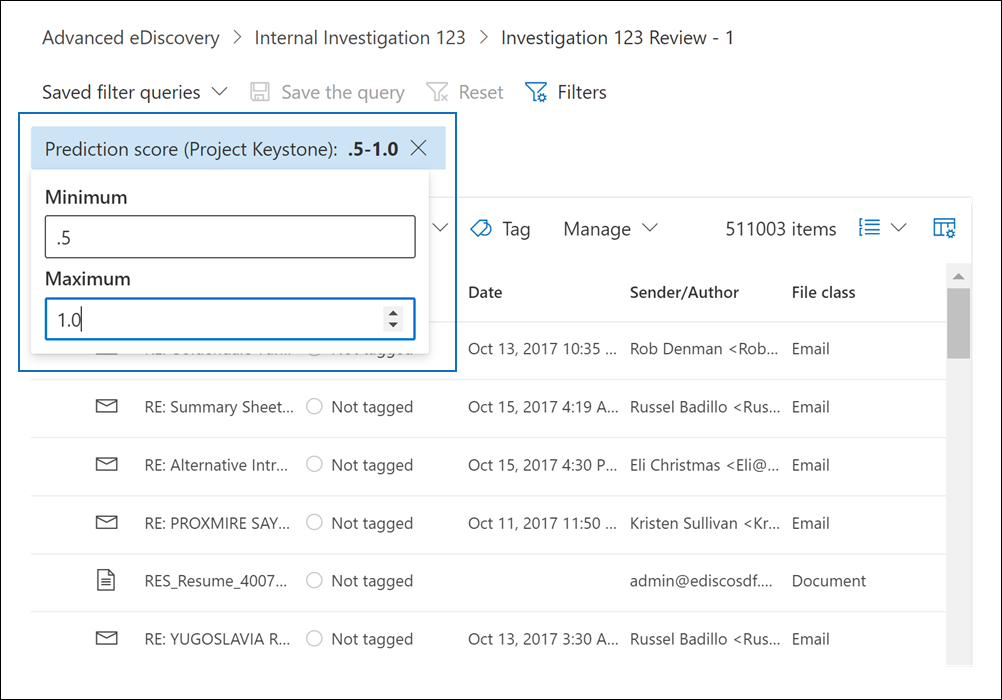 Advanced eDiscovery > Internal Investigation 123 > Investigation 123 Review - 1
Saved filter queries Save the query Reset Filters
Prediction score (Project Keystone): .5-1.0
Minimum
.5
Maximum
1.0
Tag Manage 511003 items
Date Sender/Author File class
Not tagged Oct 13, 2017 10:35 ... Rob Denman <Rob... Email
RE: Summary Sheet... Not tagged Oct 15, 2017 4:19 A... Russel Badillo <Rus... Email
RE: Alternative Intr... Not tagged Oct 15, 2017 4:30 P... Eli Christmas <Eli@... Email
RE: PROXMIRE SAY... Not tagged Oct 11, 2017 11:50 ... Kristen Sullivan <Kr... Email
RES_Resume_4007... Not tagged admin@ediscosdf.... Document
RE: YUGOSLAVIA R... Not tagged Oct 13, 2017 3:30 A... Russel Badillo <Rus... Email